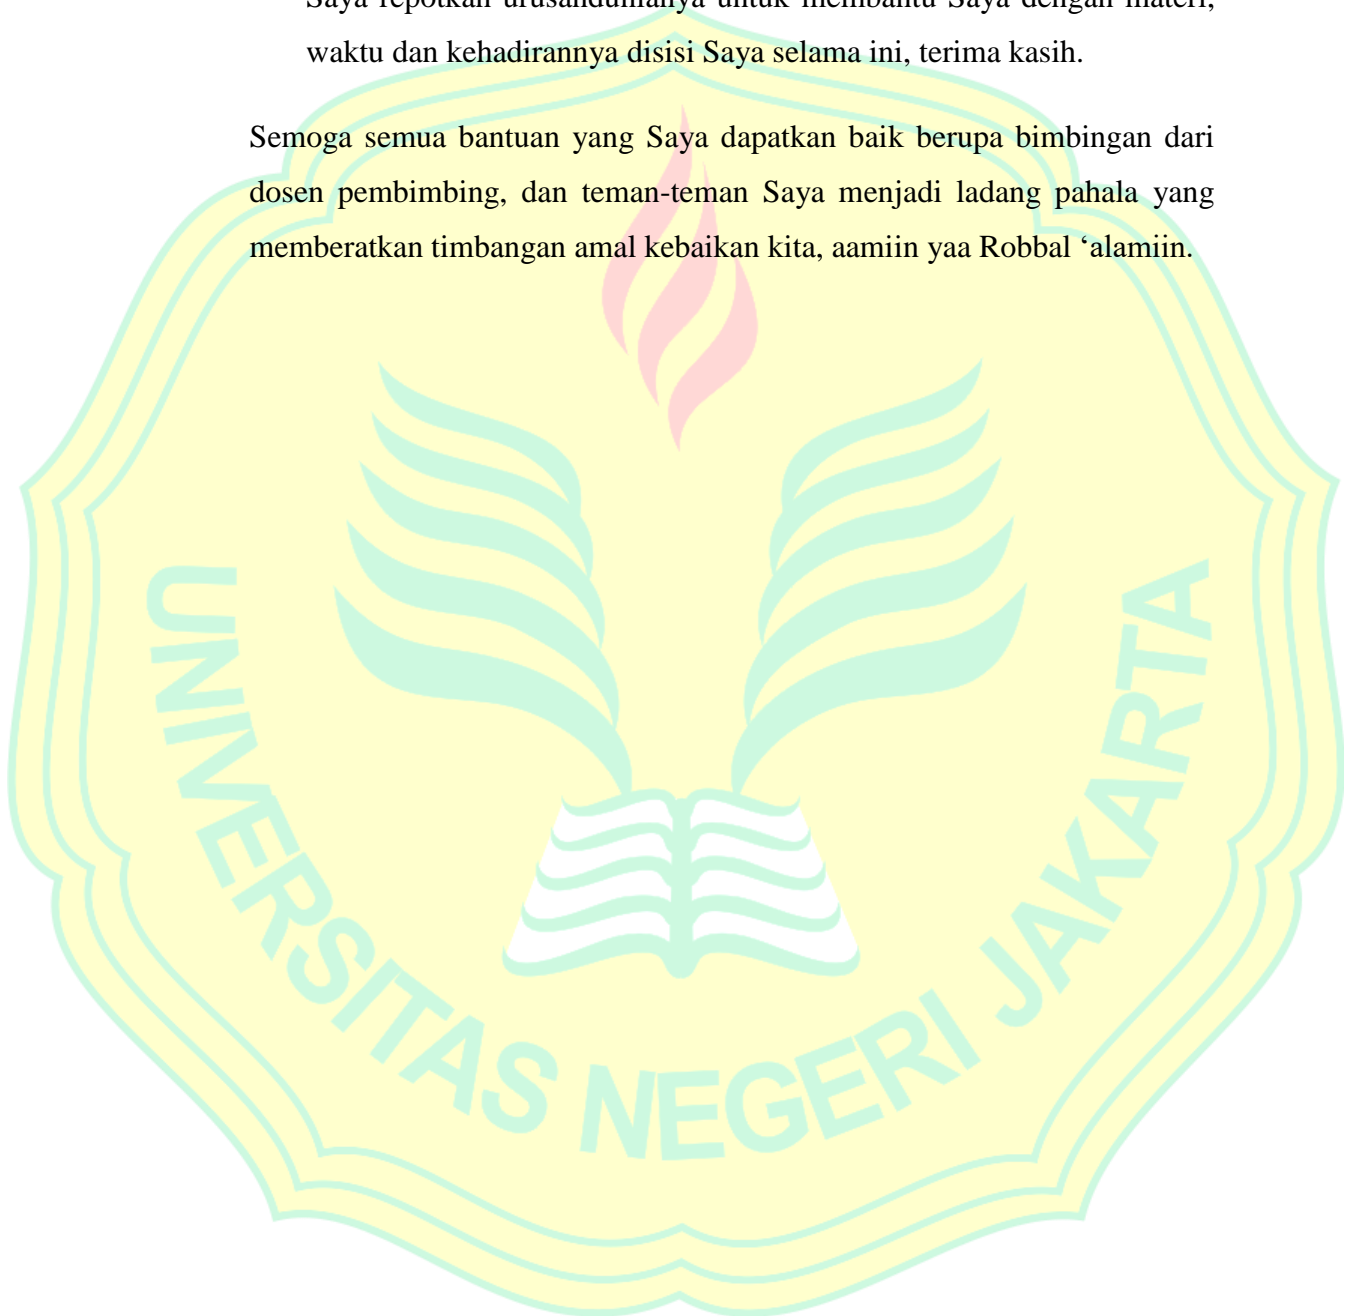 Saya repotkan urusandunianya untuk membantu Saya dengan materi,
waktu dan kehadirannya disisi Saya selama ini, terima kasih.
Semoga semua bantuan yang Saya dapatkan baik berupa bimbingan dari
dosen pembimbing, dan teman-teman Saya menjadi ladang pahala yang
memberatkan timbangan amal kebaikan kita, aamiin yaa Robbal ‘alamiin.
UNIVERSITAS NEGERI JAKARTA